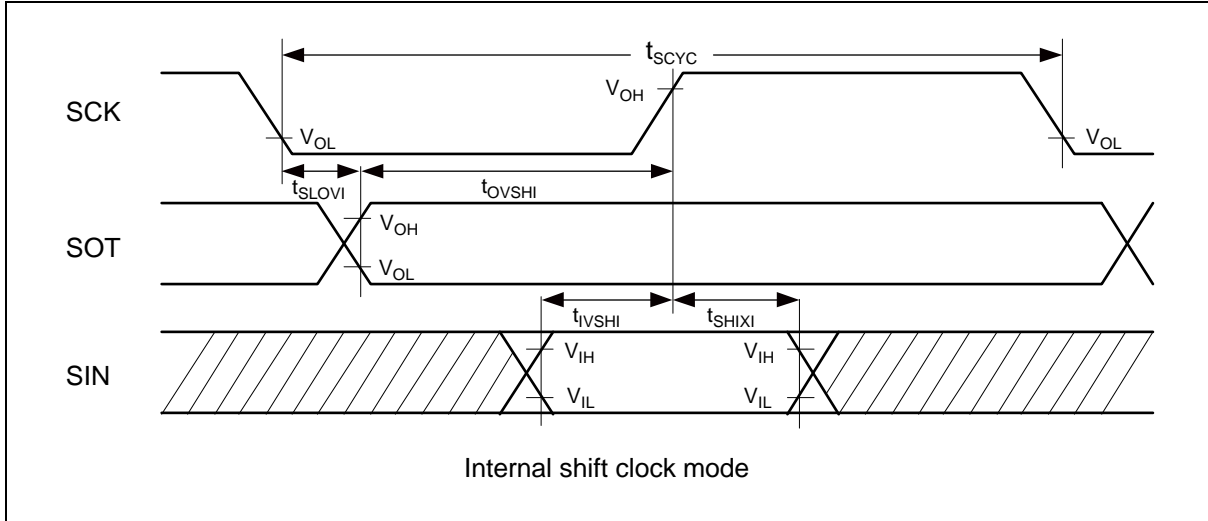 tSCYC
SCK
VOH
VOL
VOL
tSLOVI
tOVSHI
SOT
VOH
VOL
tIVSHI
tSHIXI
SIN
VIH
VIH
VIL
VIL
Internal shift clock mode